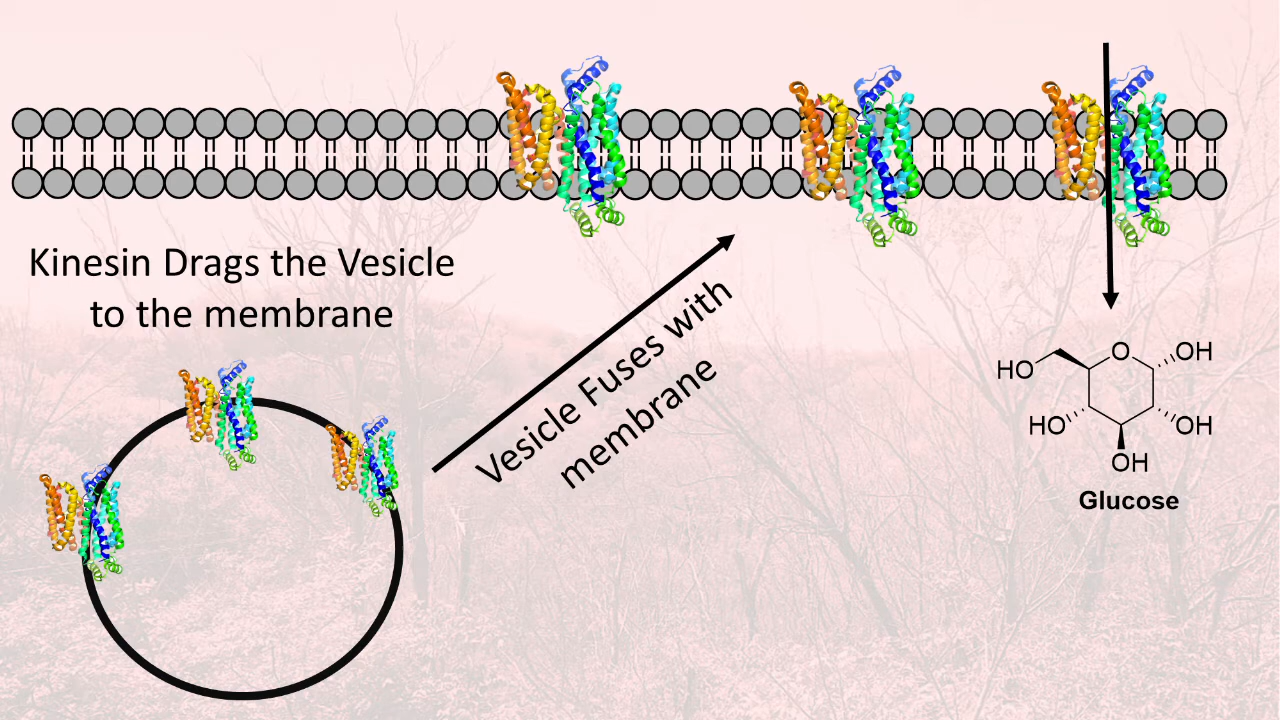 Kinesin Drags the Vesicle
to the membrane
Vesicle Fuses with
membrane
O
OH
HO
HO
OH
OH
Glucose